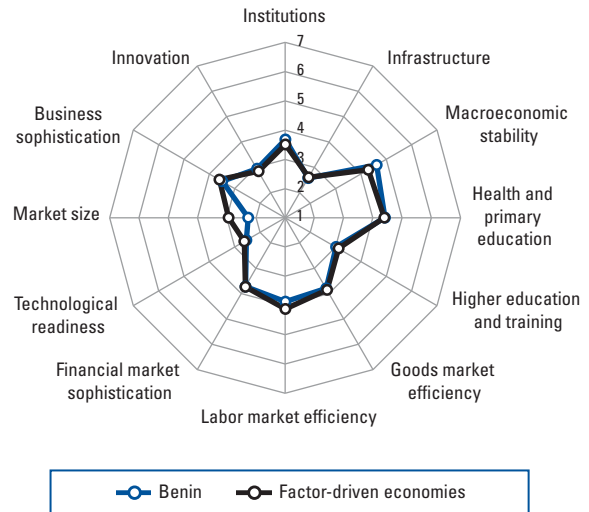 Institutions
Infrastructure
Macroeconomic
stability
Health and
primary
education
Higher education
and training
Goods market
efficiency
Labor market efficiency
Financial market
sophistication
Technological
readiness
Market size
Business
sophistication
Innovation
7
6
5
4
3
2
1
Benin
Factor-driven economies